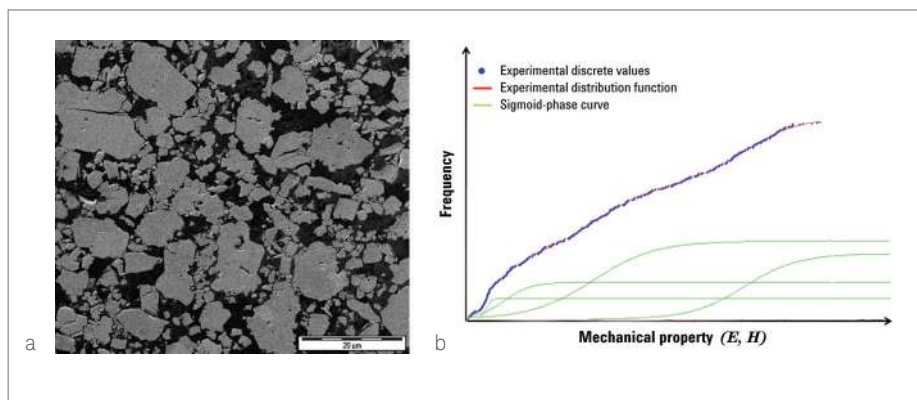 20 µm
a
Experimental discrete values
Experimental distribution function
Sigmoid-phase curve
Frequency
Mechanical property (E, H)
b